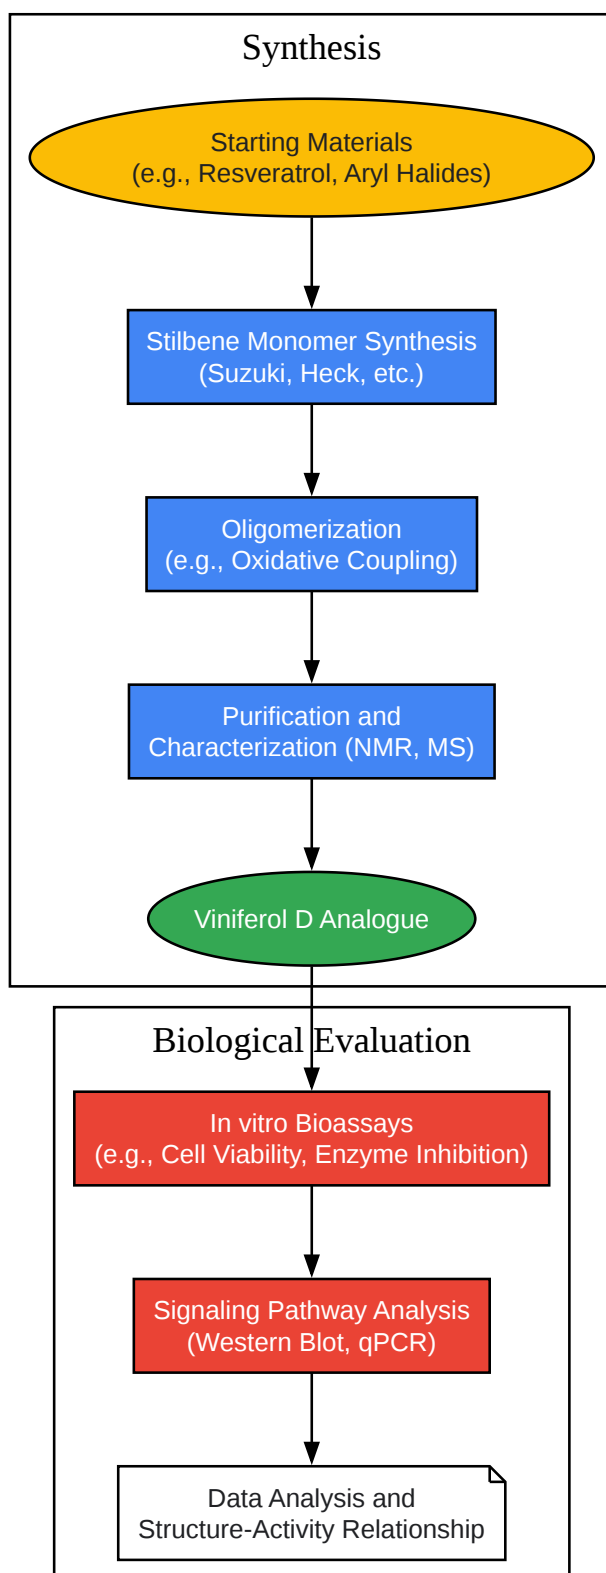 Synthesis
Starting Materials
(e.g., Resveratrol, Aryl Halides)
Stilbene Monomer Synthesis
(Suzuki, Heck, etc.)
Oligomerization
(e.g., Oxidative Coupling)
Purification and
Characterization (NMR, MS)
Viniferol D Analogue
Biological Evaluation
In vitro Bioassays
(e.g., Cell Viability, Enzyme Inhibition)
Signaling Pathway Analysis
(Western Blot, qPCR)
Data Analysis and
Structure-Activity Relationship